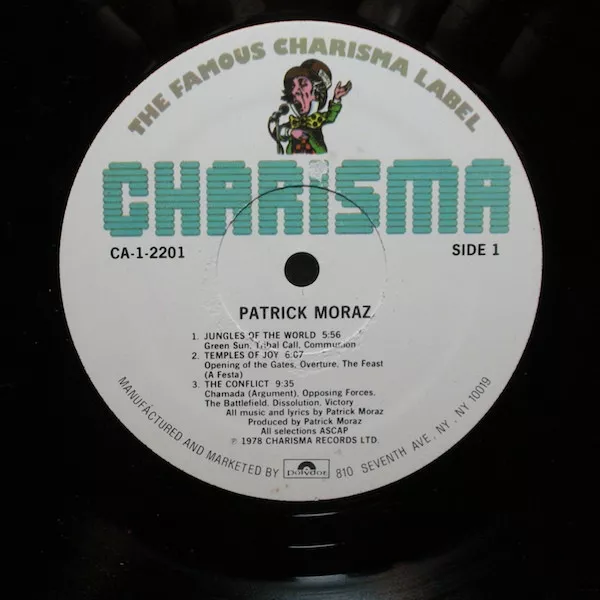 THE FAMOUS CHARISMA LABEL
CHARISMA
CA-1-2201
SIDE 1
PATRICK MORAZ
1. JUNGLES OF THE WORLD 5:56
Green Sun, Tribal Call, Communion
2. TEMPLES OF JOY 6:07
Opening of the Gates, Overture, The Feast
(A Festa)
3. THE CONFLICT 9:35
Chamada (Argument), Opposing Forces,
The Battlefield, Dissolution, Victory
All music and lyrics by Patrick Moraz
Produced by Patrick Moraz
All selections ASCAP
℗ 1978 CHARISMA RECORDS LTD.
MANUFACTURED AND MARKETED BY Polydor 810 SEVENTH AVE, NY, NY 10019